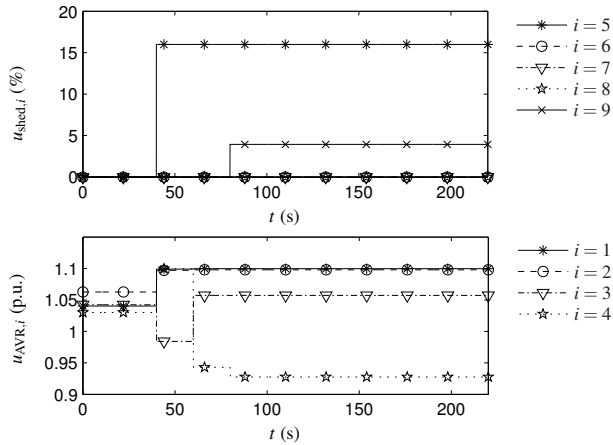 20
15
10
5
0
u_shed,i (%)
0 50 100 150 200
t (s)
i = 5
i = 6
i = 7
i = 8
i = 9
1.1
1.05
1
0.95
0.9
u_AVR,i (p.u.)
0 50 100 150 200
t (s)
i = 1
i = 2
i = 3
i = 4